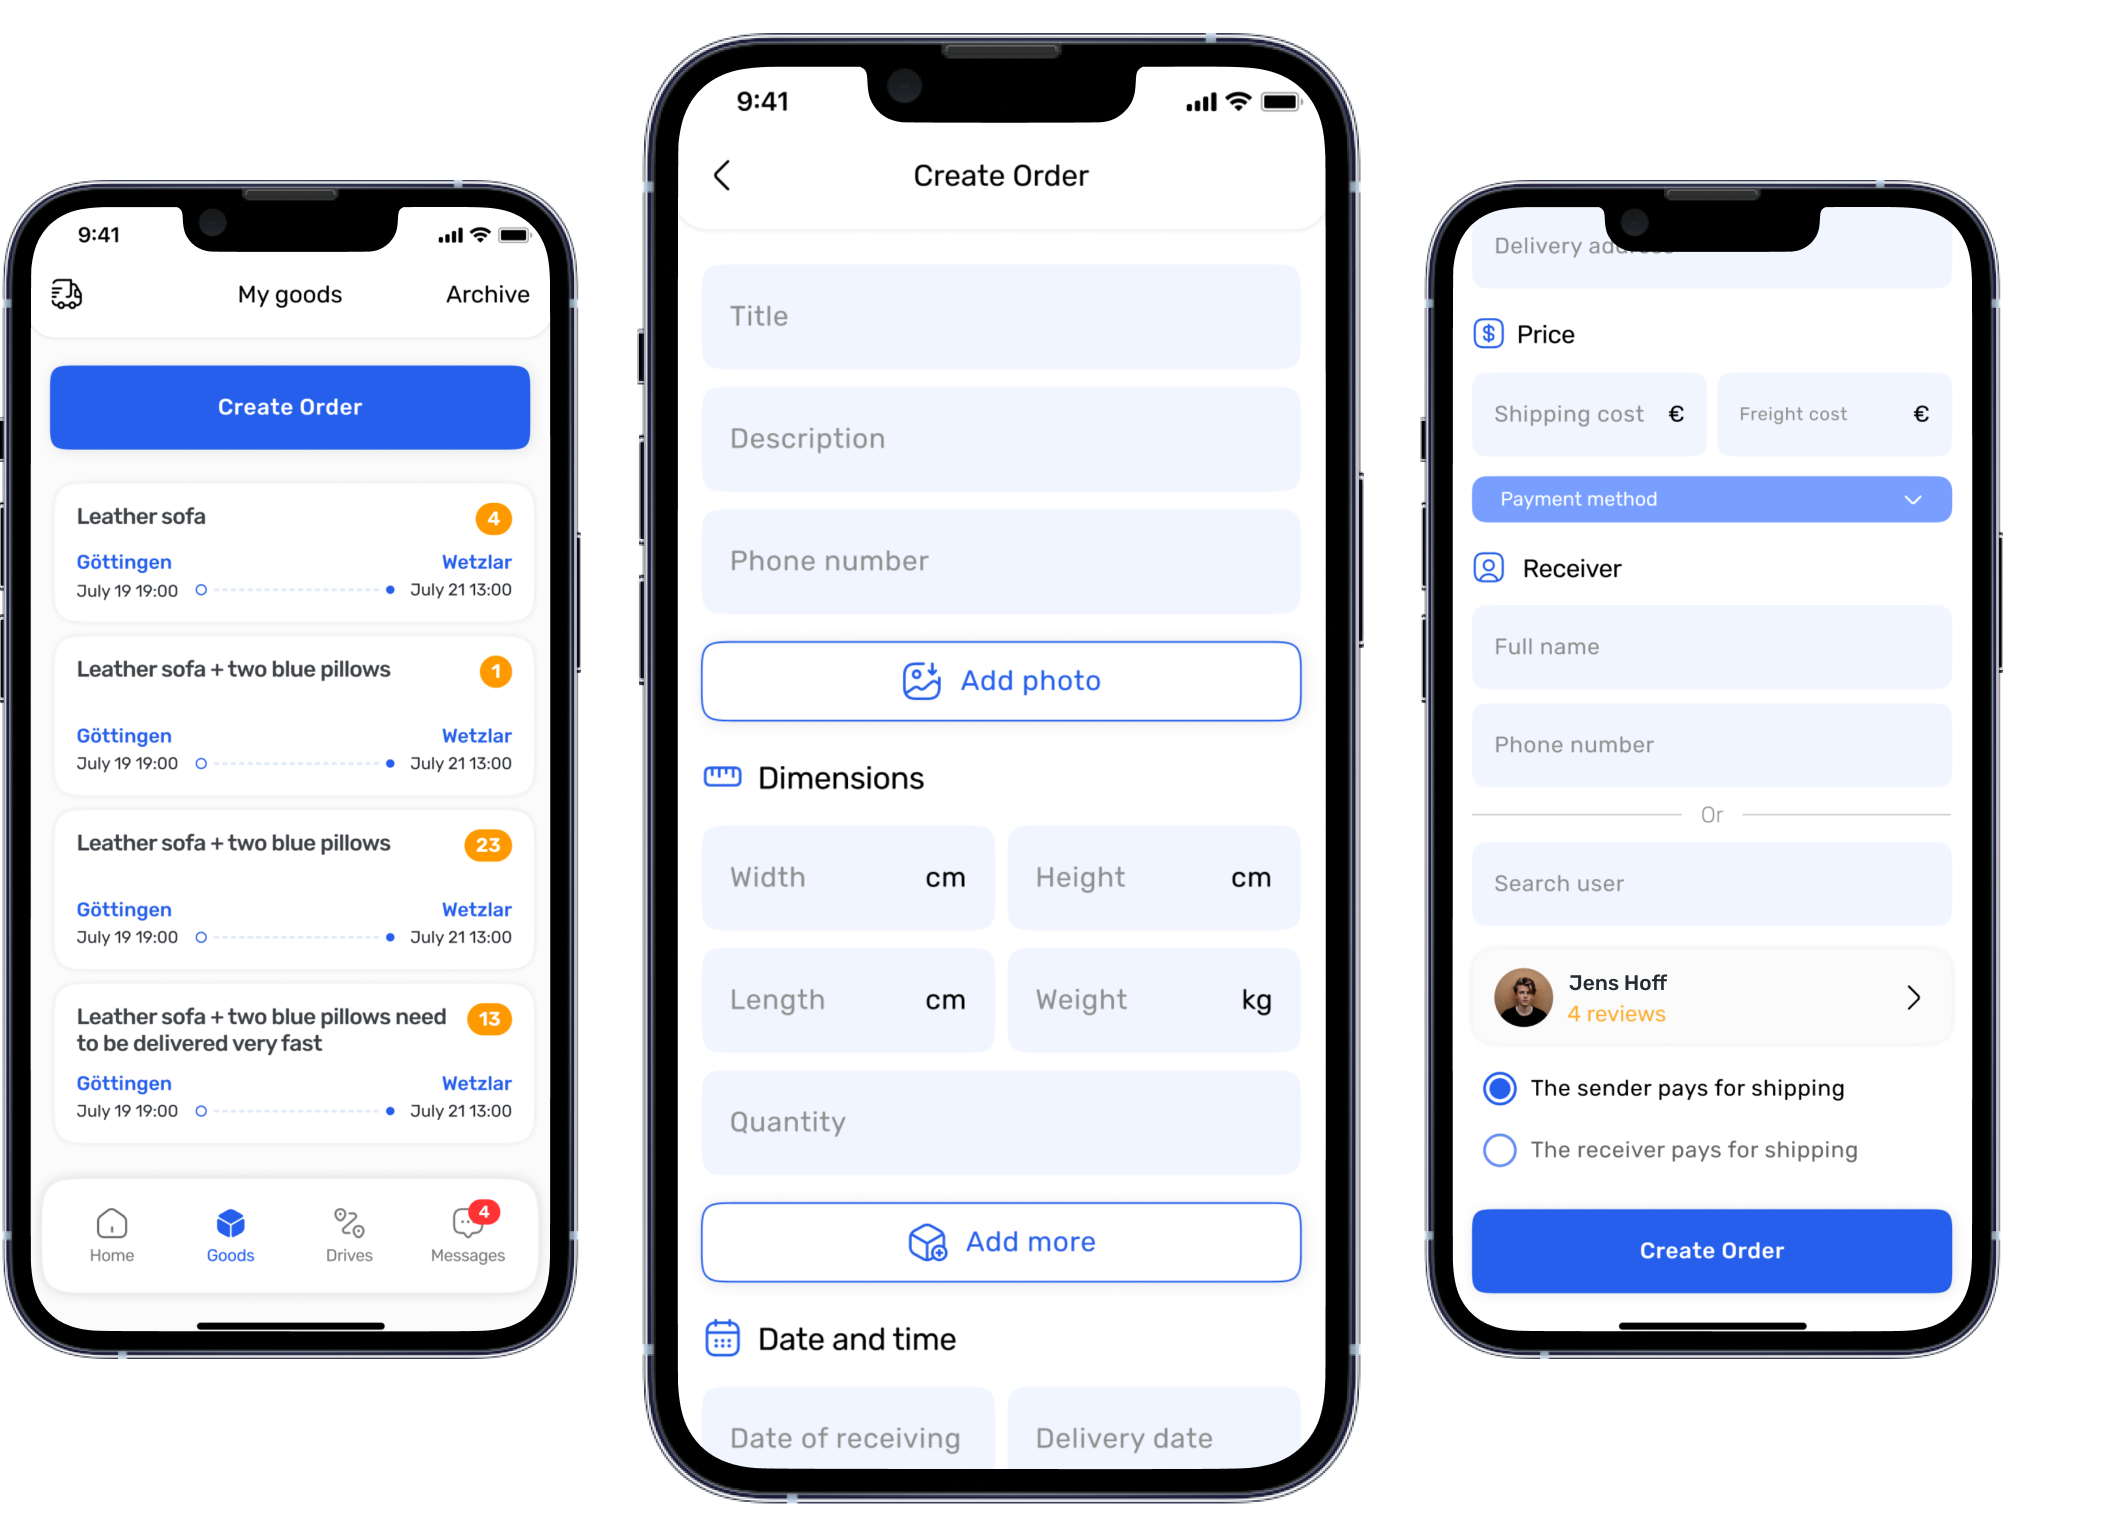 9:41
My goods
Archive
Create Order
Leather sofa
4
Göttingen
Wetzlar
July 19 19:00
July 21 13:00
Leather sofa + two blue pillows
1
Göttingen
Wetzlar
July 19 19:00
July 21 13:00
Leather sofa + two blue pillows
23
Göttingen
Wetzlar
July 19 19:00
July 21 13:00
Leather sofa + two blue pillows need
to be delivered very fast
13
Göttingen
Wetzlar
July 19 19:00
July 21 13:00
4
Home
Goods
Drives
Messages
9:41
Create Order
Title
Description
Phone number
Add photo
Dimensions
Width cm
Height cm
Length cm
Weight kg
Quantity
Add more
Date and time
Date of receiving
Delivery date
Delivery
$ Price
Shipping cost €
Freight cost €
Payment method
Receiver
Full name
Phone number
Or
Search user
Jens Hoff
4 reviews
The sender pays for shipping
The receiver pays for shipping
Create Order